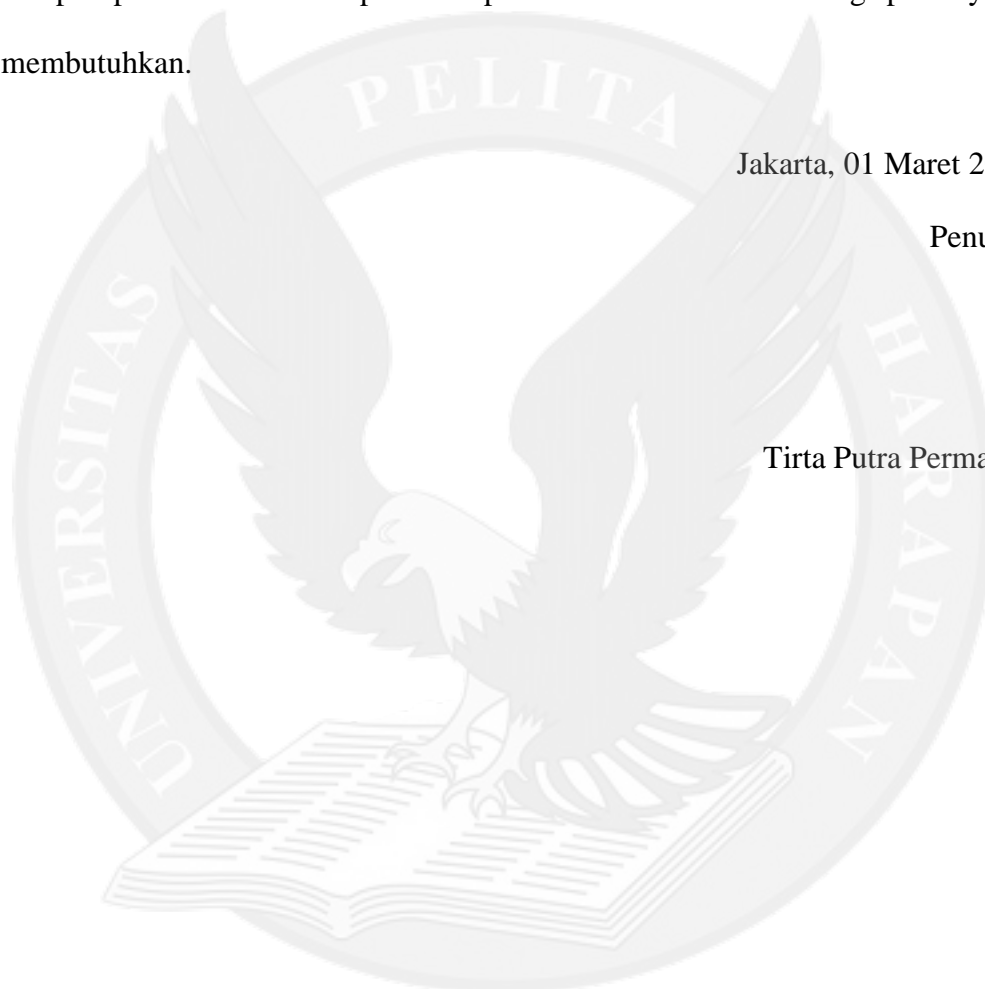 membutuhkan.
PELITA
Jakarta, 01 Maret 2
Penu
UNIVERSITAS
HARAPAN
Tirta Putra Perma